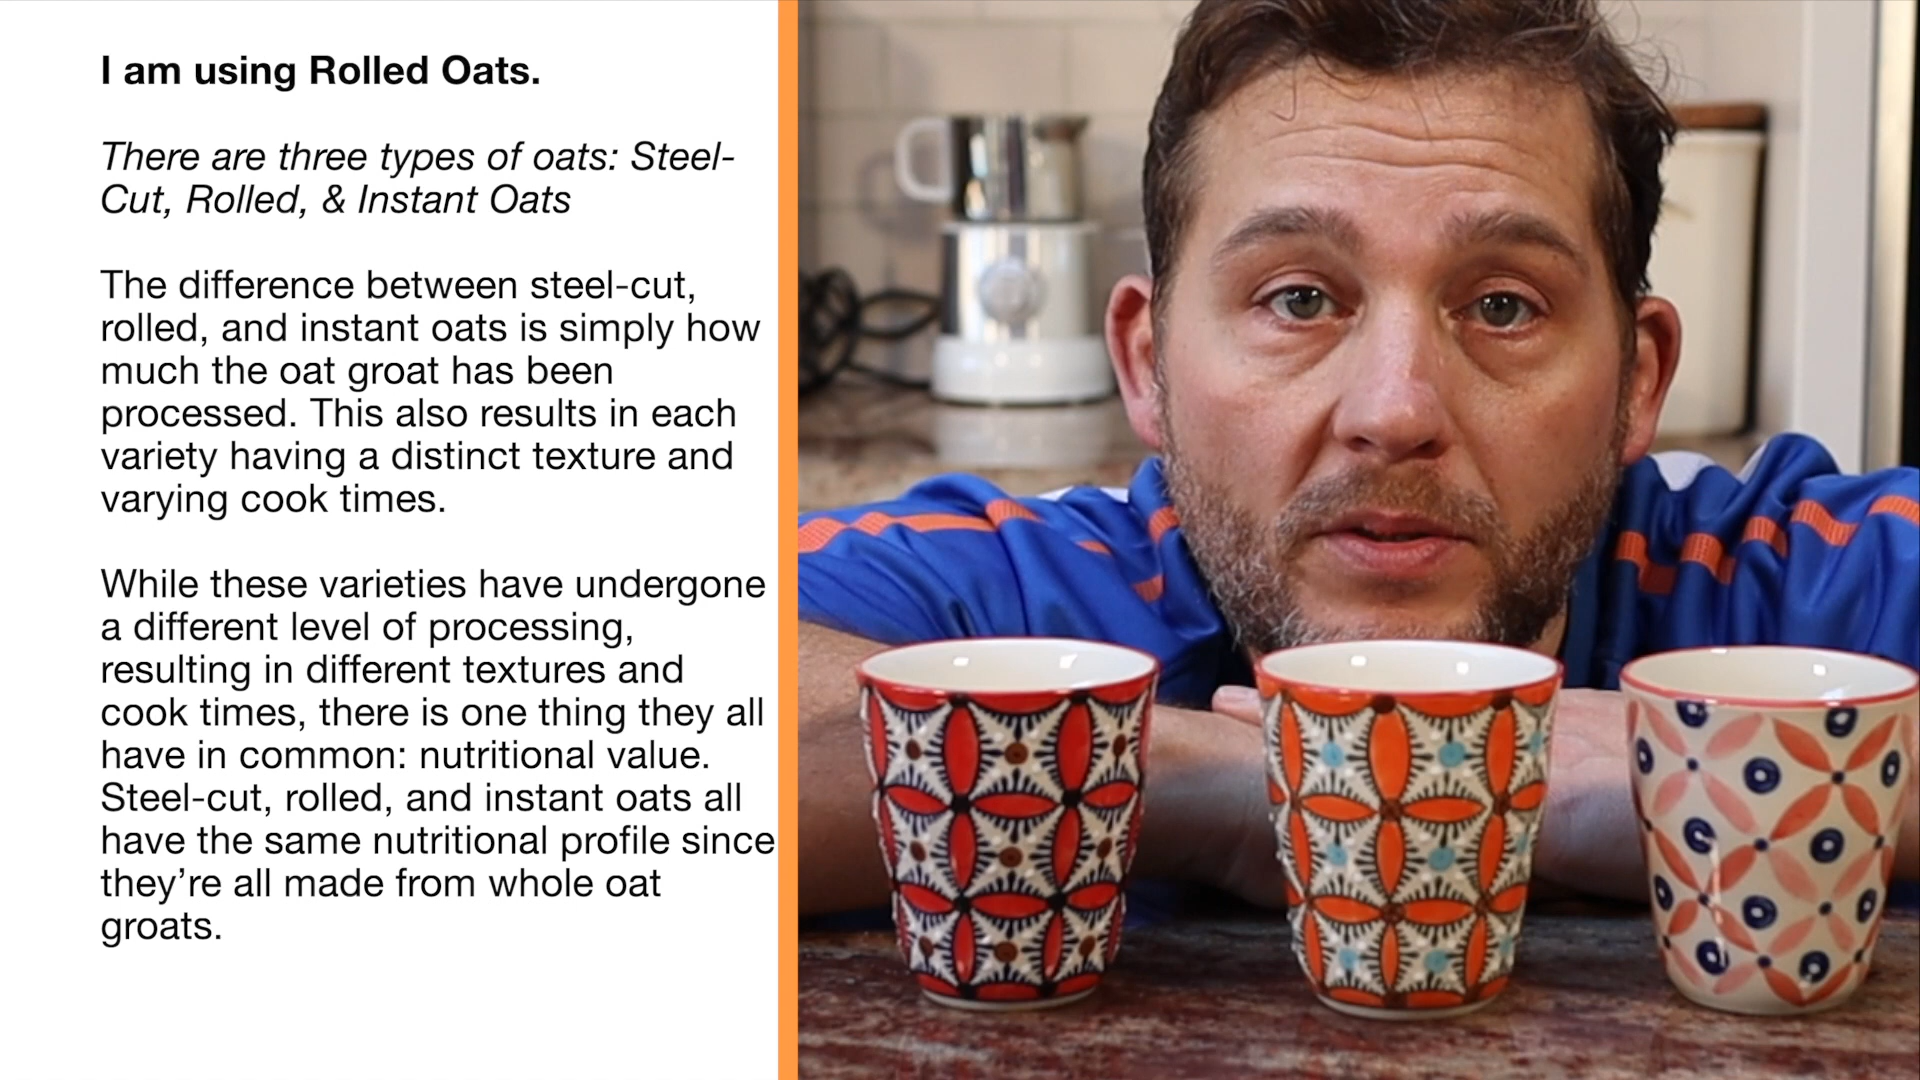 I am using Rolled Oats.
There are three types of oats: Steel-
Cut, Rolled, & Instant Oats
The difference between steel-cut,
rolled, and instant oats is simply how
much the oat groat has been
processed. This also results in each
variety having a distinct texture and
varying cook times.
While these varieties have undergone
a different level of processing,
resulting in different textures and
cook times, there is one thing they all
have in common: nutritional value.
Steel-cut, rolled, and instant oats all
have the same nutritional profile since
they’re all made from whole oat
groats.